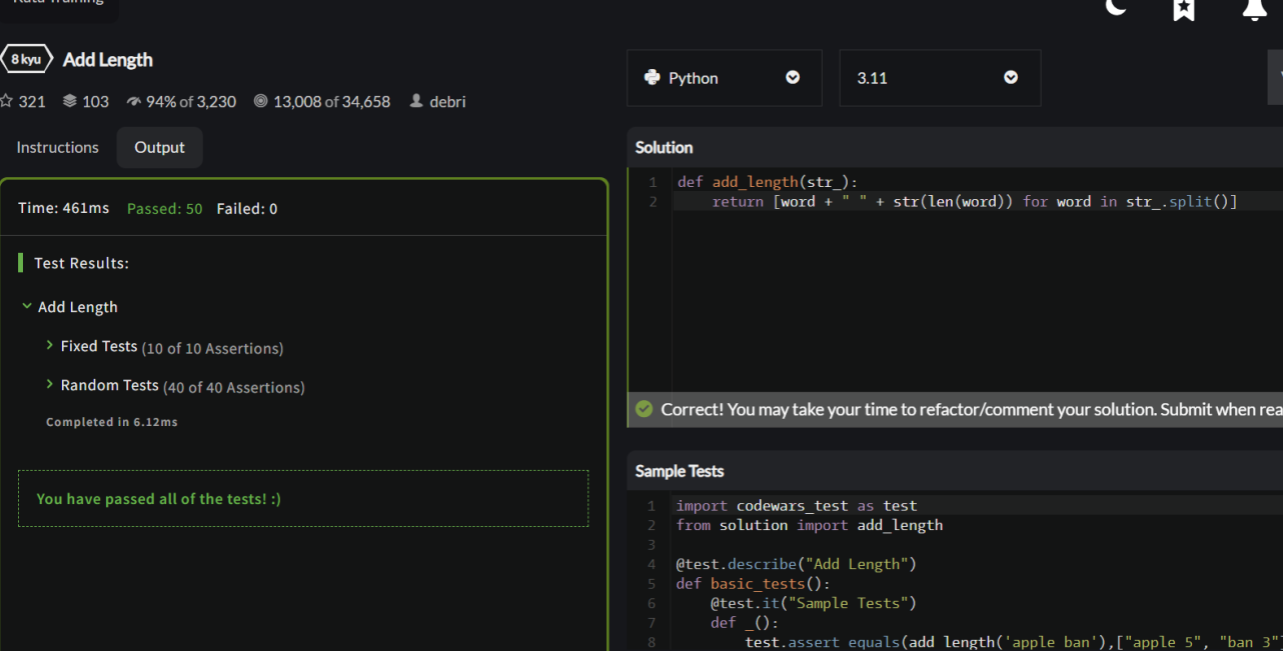 Kata Training
8 kyu Add Length
321 103 94% of 3,230 13,008 of 34,658 debri
Instructions Output
Time: 461ms Passed: 50 Failed: 0
Test Results:
Add Length
Fixed Tests (10 of 10 Assertions)
Random Tests (40 of 40 Assertions)
Completed in 6.12ms
You have passed all of the tests! :)
Python 3.11
Solution
1 def add_length(str_):
2     return [word + " " + str(len(word)) for word in str_.split()]
Correct! You may take your time to refactor/comment your solution. Submit when rea
Sample Tests
1 import codewars_test as test
2 from solution import add_length
3
4 @test.describe("Add Length")
5 def basic_tests():
6     @test.it("Sample Tests")
7     def _():
8         test.assert_equals(add_length('apple ban'),["apple 5", "ban 3"]